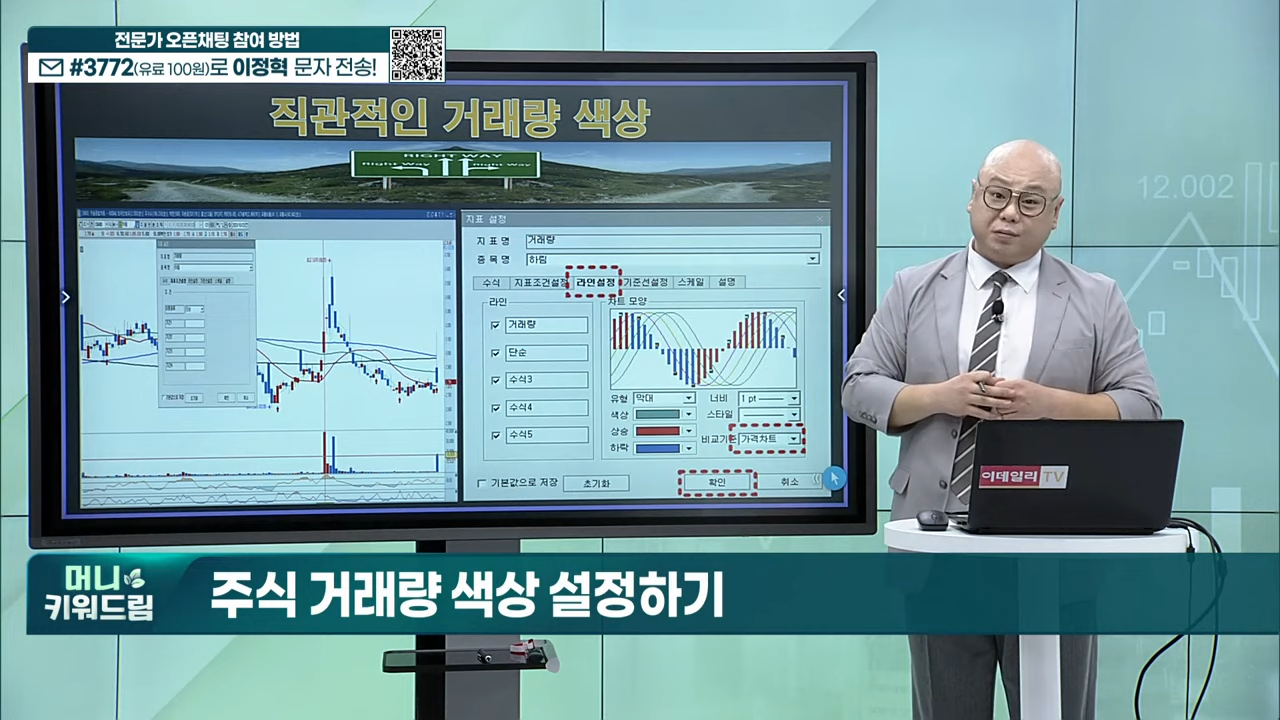 전문가 오픈채팅 참여 방법
#3772(유료 100원)로 이정혁 문자 전송!
직관적인 거래량 색상
RIGHT WAY
Right Way
Right Way
지표 설정
지 표 명
거래량
종 목 명
하림
수식
지표조건설정
라인설정
기준선설정
스케일
설명
라인
차트 모양
거래량
단순
수식3
수식4
수식5
유형
막대
너비
1 pt
색상
스타일
상승
비교기준
가격차트
하락
기본값으로 저장
초기화
확인
취소
12.002
이데일리 TV
머니
키워드림
주식 거래량 색상 설정하기